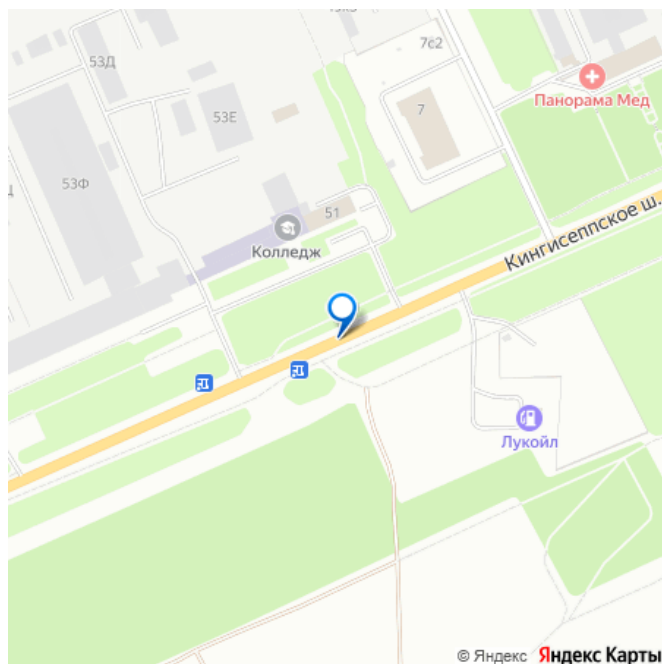 7с2
53Д
Панорама Мед
7
53Е
53Ф
51
Колледж
Кингисеппское ш.
Лукойл
© Яндекс Яндекс Карты